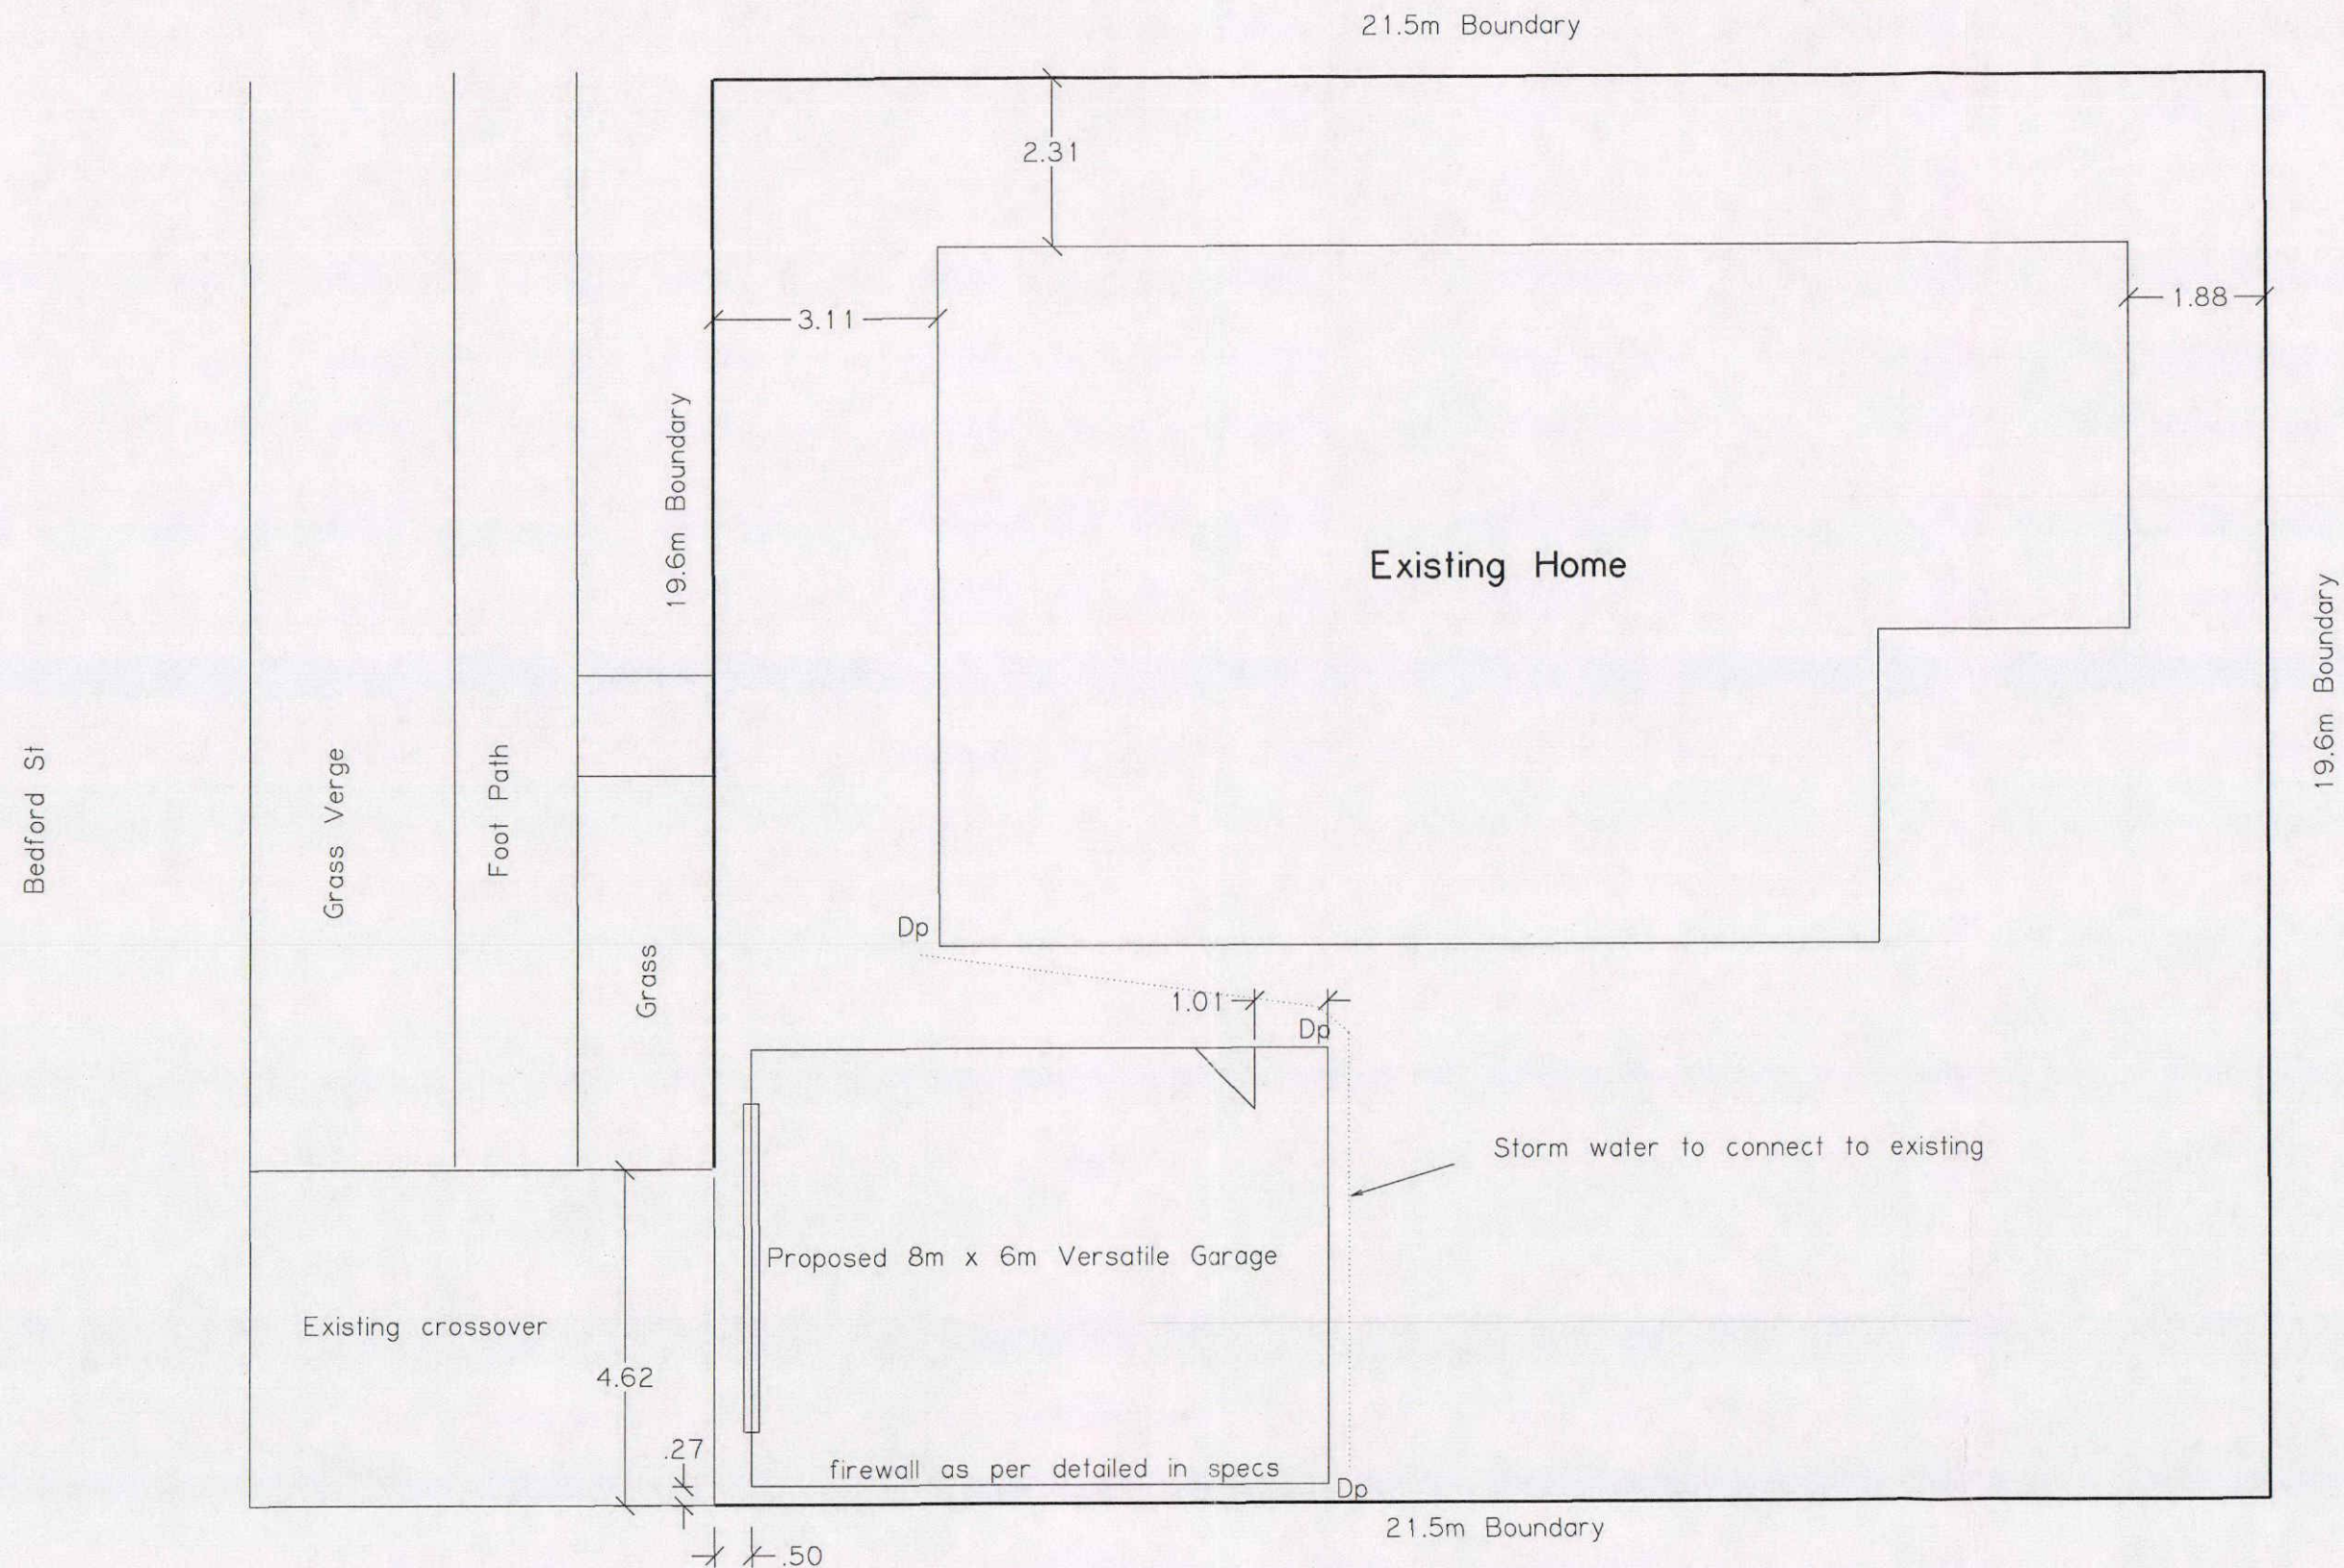 21.5m Boundary
2.31
1.88
3.11
19.6m Boundary
Existing Home
19.6m Boundary
Bedford St
Grass Verge
Foot Path
Grass
Dp
1.01
Dp
Storm water to connect to existing
Proposed 8m x 6m Versatile Garage
Existing crossover
4.62
.27
firewall as per detailed in specs
Dp
21.5m Boundary
.50